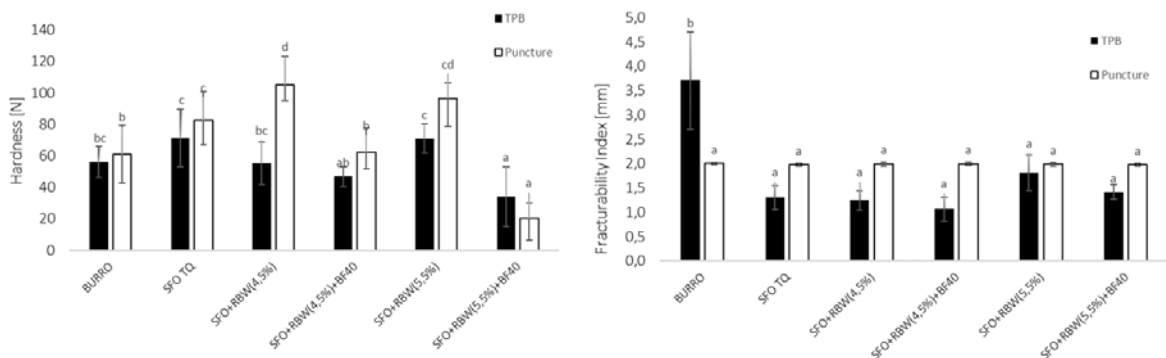 140
120
100
80
60
40
20
0
Hardness [N]
TPB
Puncture
bc
b
c
c
bc
d
ab
b
c
cd
a
a
BURRO
SFO TQ
SFO+RBW(4,5%)
SFO+RBW(4,5%)+BF40
SFO+RBW(5,5%)
SFO+RBW(5,5%)+BF40
5,0
4,5
4,0
3,5
3,0
2,5
2,0
1,5
1,0
0,5
0,0
Fracturability Index [mm]
TPB
Puncture
b
a
a
a
a
a
a
a
a
a
a
a
BURRO
SFO TQ
SFO+RBW(4,5%)
SFO+RBW(4,5%)+BF40
SFO+RBW(5,5%)
SFO+RBW(5,5%)+BF40